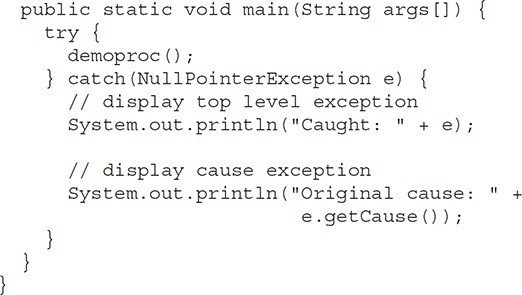 public static void main(String args[]) {
try {
demoproc();
} catch(NullPointerException e) {
// display top level exception
System.out.println("Caught: " + e);
// display cause exception
System.out.println("Original cause: " +
e.getCause());
}
}
}